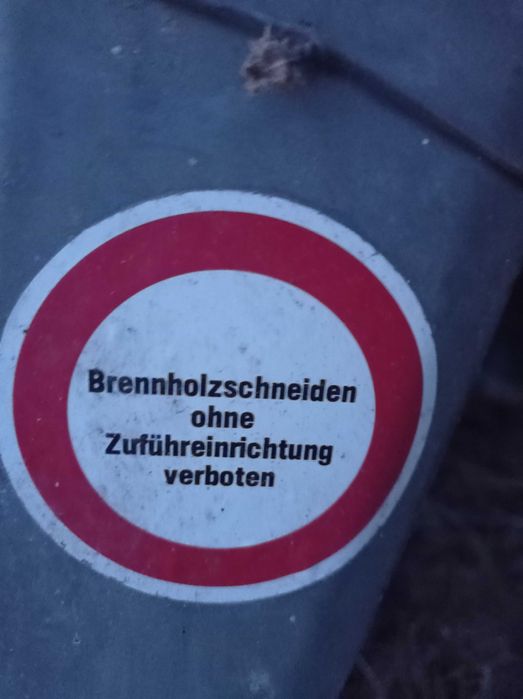 Brennholzschneiden
ohne
Zuführeinrichtung
verboten